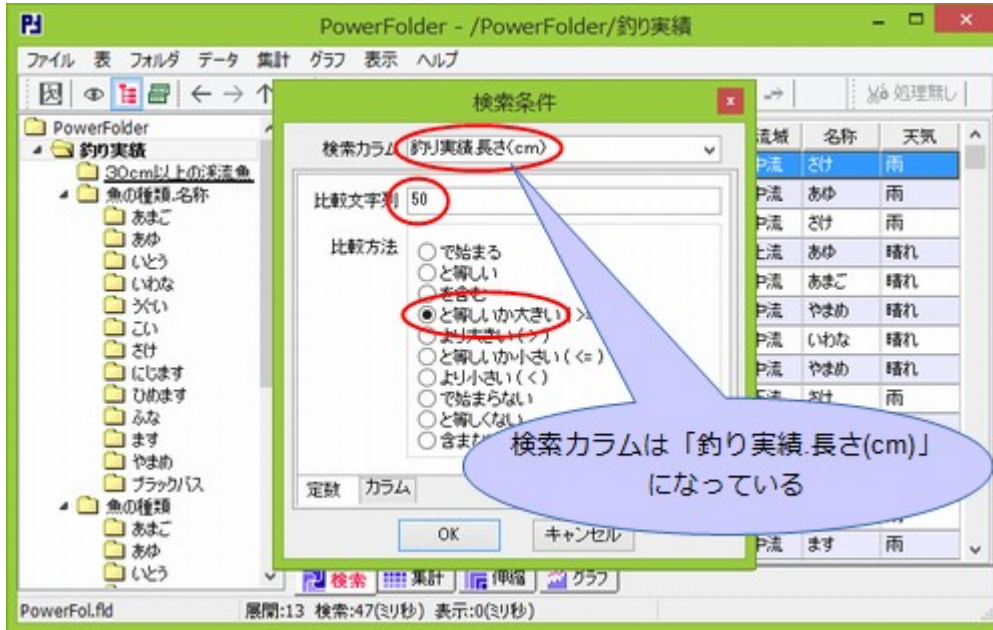 PowerFolder - /PowerFolder/釣り実績
ファイル 表 フォルダ データ 集計 グラフ 表示 ヘルプ
処理無し
PowerFolder
釣り実績
30cm以上の渓流魚
魚の種類.名称
あまご
あゆ
いとう
いわな
うぐい
こい
さけ
にじます
ひめます
ふな
ます
やまめ
ブラックバス
魚の種類
あまご
あゆ
いとう
検索条件
検索カラム 釣り実績.長さ(cm)
比較文字列 50
比較方法
で始まる
と等しい
を含む
と等しいか大きい
より大きい ( > )
と等しいか小さい ( <= )
より小さい ( < )
で始まらない
と等しくない
定数 カラム
OK キャンセル
検索カラムは「釣り実績.長さ(cm)」
になっている
流域 名称 天気
中流 さけ 雨
中流 あゆ 雨
中流 さけ 雨
上流 あゆ 晴れ
中流 あまご 晴れ
中流 やまめ 晴れ
中流 いわな 晴れ
中流 やまめ 晴れ
さけ 雨
中流 ます 雨
検索 集計 伸縮 グラフ
PowerFol.fld 展開:13 検索:47(ミリ秒) 表示:0(ミリ秒)